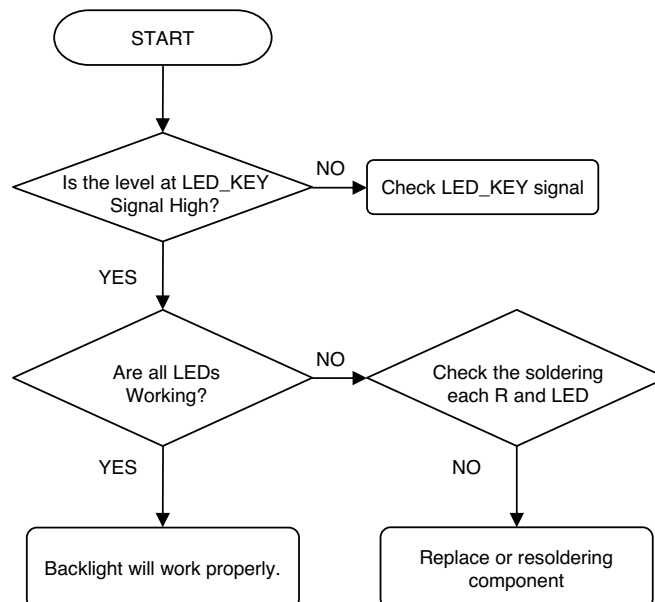 START
Is the level at LED_KEY
Signal High?
NO
Check LED_KEY signal
YES
Are all LEDs
Working?
NO
Check the soldering
each R and LED
YES
NO
Backlight will work properly.
Replace or resoldering
component